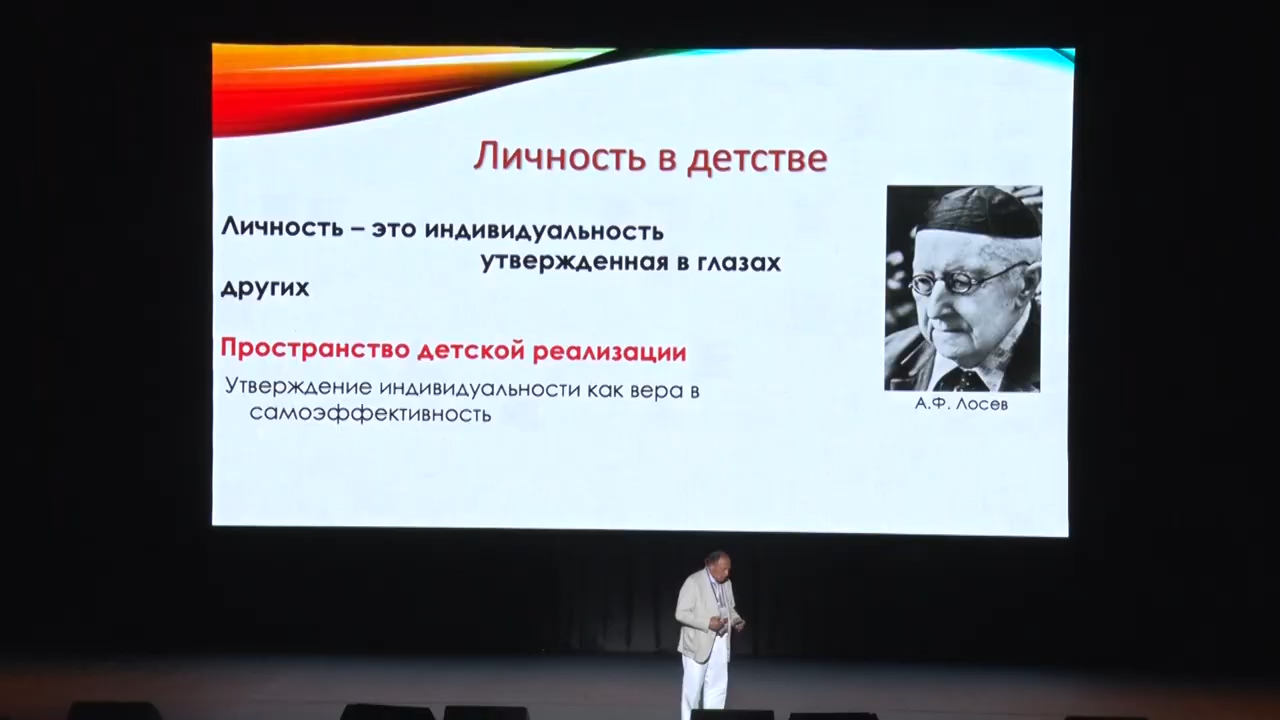 Личность в детстве
Личность – это индивидуальность
утвержденная в глазах
других
Пространство детской реализации
Утверждение индивидуальности как вера в
самоэффективность
А.Ф. Лосев